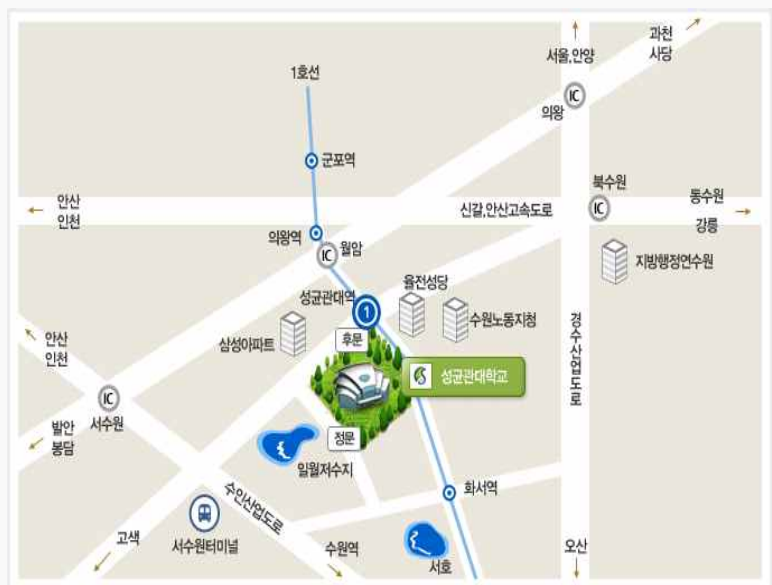 과천
사당
서울,안양
1호선
IC
의왕
군포역
북수원
안산
인천
신갈,안산고속도로
IC
동수원
강릉
의왕역
IC
월암
지방행정연수원
율전성당
성균관대역
1
수원노동지청
경수산업도로
후문
삼성아파트
안산
인천
성균관대학교
IC
서수원
발안
봉담
정문
일월저수지
화서역
수인산업도로
고색
서수원터미널
수원역
서호
오산